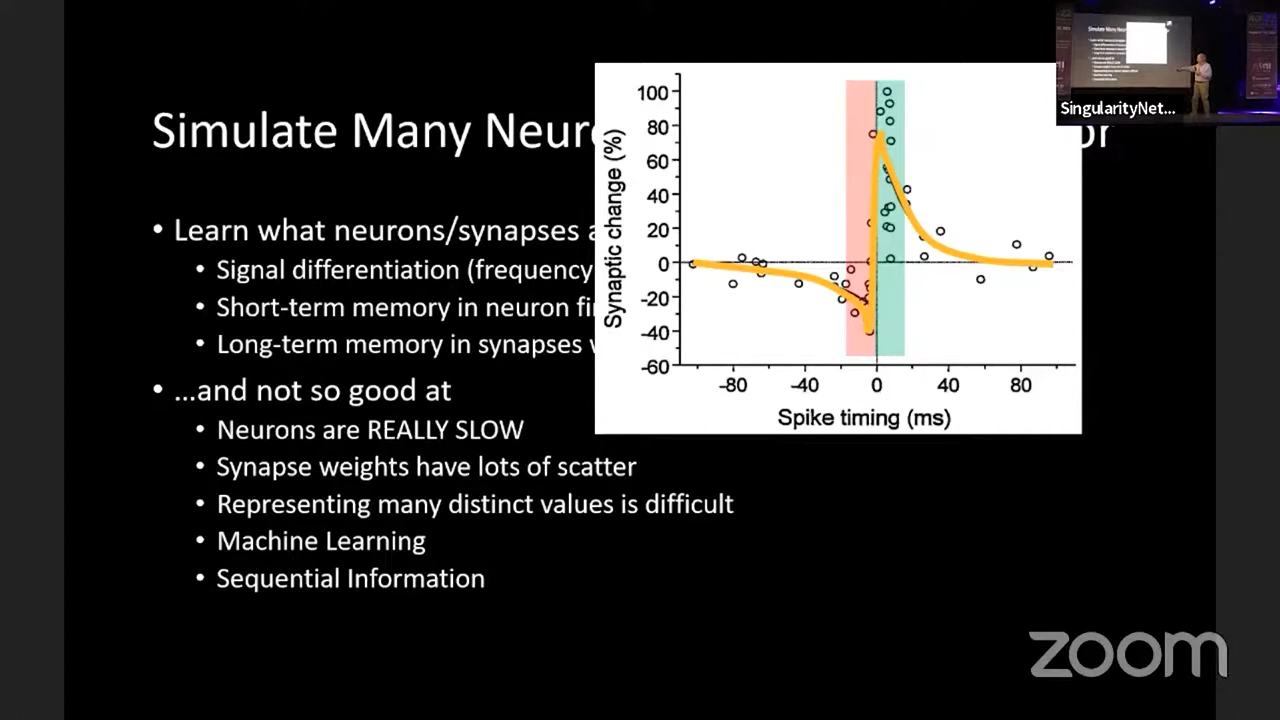 Simulate Many Neur
or
• Learn what neurons/synapses a
• Signal differentiation (frequency
• Short-term memory in neuron fi
• Long-term memory in synapses
• ...and not so good at
• Neurons are REALLY SLOW
• Synapse weights have lots of scatter
• Representing many distinct values is difficult
• Machine Learning
• Sequential Information
Synaptic change (%)
100
80
60
40
20
0
-20
-40
-60
-80 -40 0 40 80
Spike timing (ms)
SingularityNet...
zoom